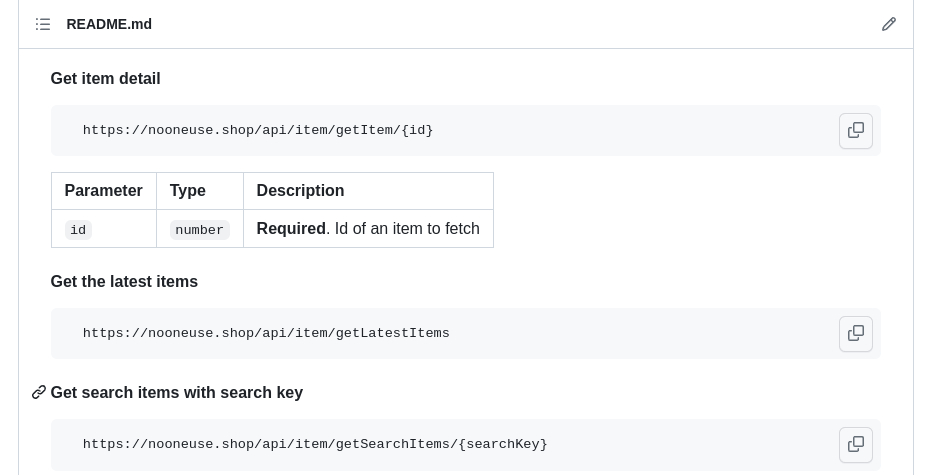 README.md
Get item detail
https://nooneuse.shop/api/item/getItem/{id}
Parameter Type Description
id number Required. Id of an item to fetch
Get the latest items
https://nooneuse.shop/api/item/getLatestItems
Get search items with search key
https://nooneuse.shop/api/item/getSearchItems/{searchKey}